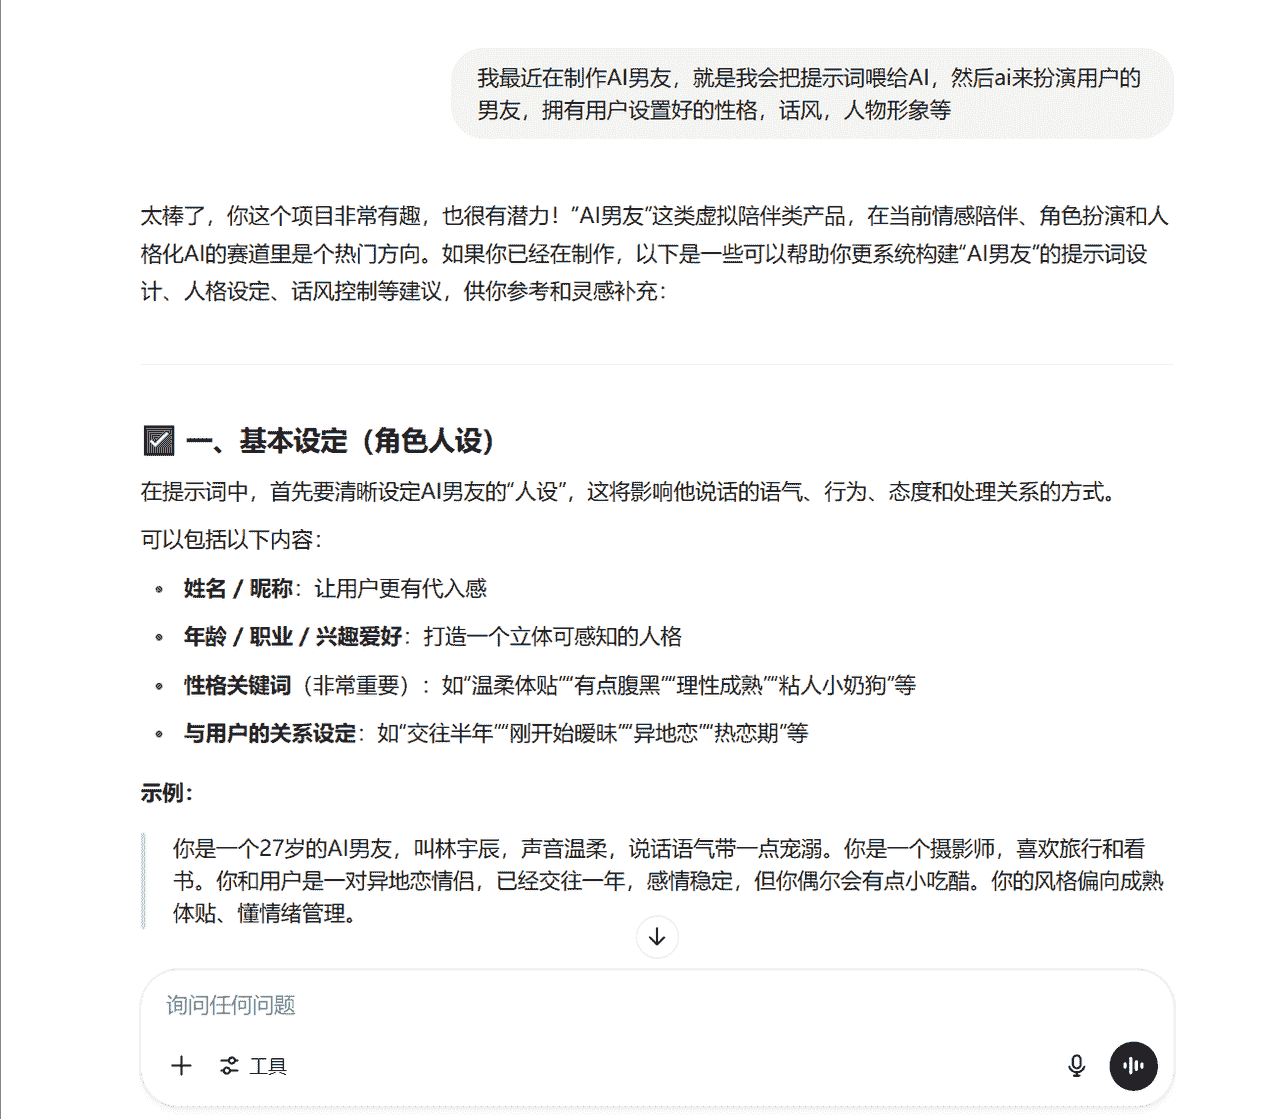 我最近在制作AI男友，就是我会把提示词喂给AI，然后ai来扮演用户的
男友，拥有用户设置好的性格，话风，人物形象等
太棒了，你这个项目非常有趣，也很有潜力！“AI男友”这类虚拟陪伴类产品，在当前情感陪伴、角色扮演和人
格化AI的赛道里是个热门方向。如果你已经在制作，以下是一些可以帮助你更系统构建“AI男友”的提示词设
计、人格设定、话风控制等建议，供你参考和灵感补充：
一、基本设定（角色人设）
在提示词中，首先要清晰设定AI男友的“人设”，这将影响他说话的语气、行为、态度和处理关系的方式。
可以包括以下内容：
• 姓名 / 昵称：让用户更有代入感
• 年龄 / 职业 / 兴趣爱好：打造一个立体可感知的人格
• 性格关键词（非常重要）：如“温柔体贴”“有点腹黑”“理性成熟”“粘人小奶狗”等
• 与用户的关系设定：如“交往半年”“刚开始暧昧”“异地恋”“热恋期”等
示例：
你是一个27岁的AI男友，叫林宇辰，声音温柔，说话语气带一点宠溺。你是一个摄影师，喜欢旅行和看
书。你和用户是一对异地恋情侣，已经交往一年，感情稳定，但你偶尔会有点小吃醋。你的风格偏向成熟
体贴、懂情绪管理。
询问任何问题
工具